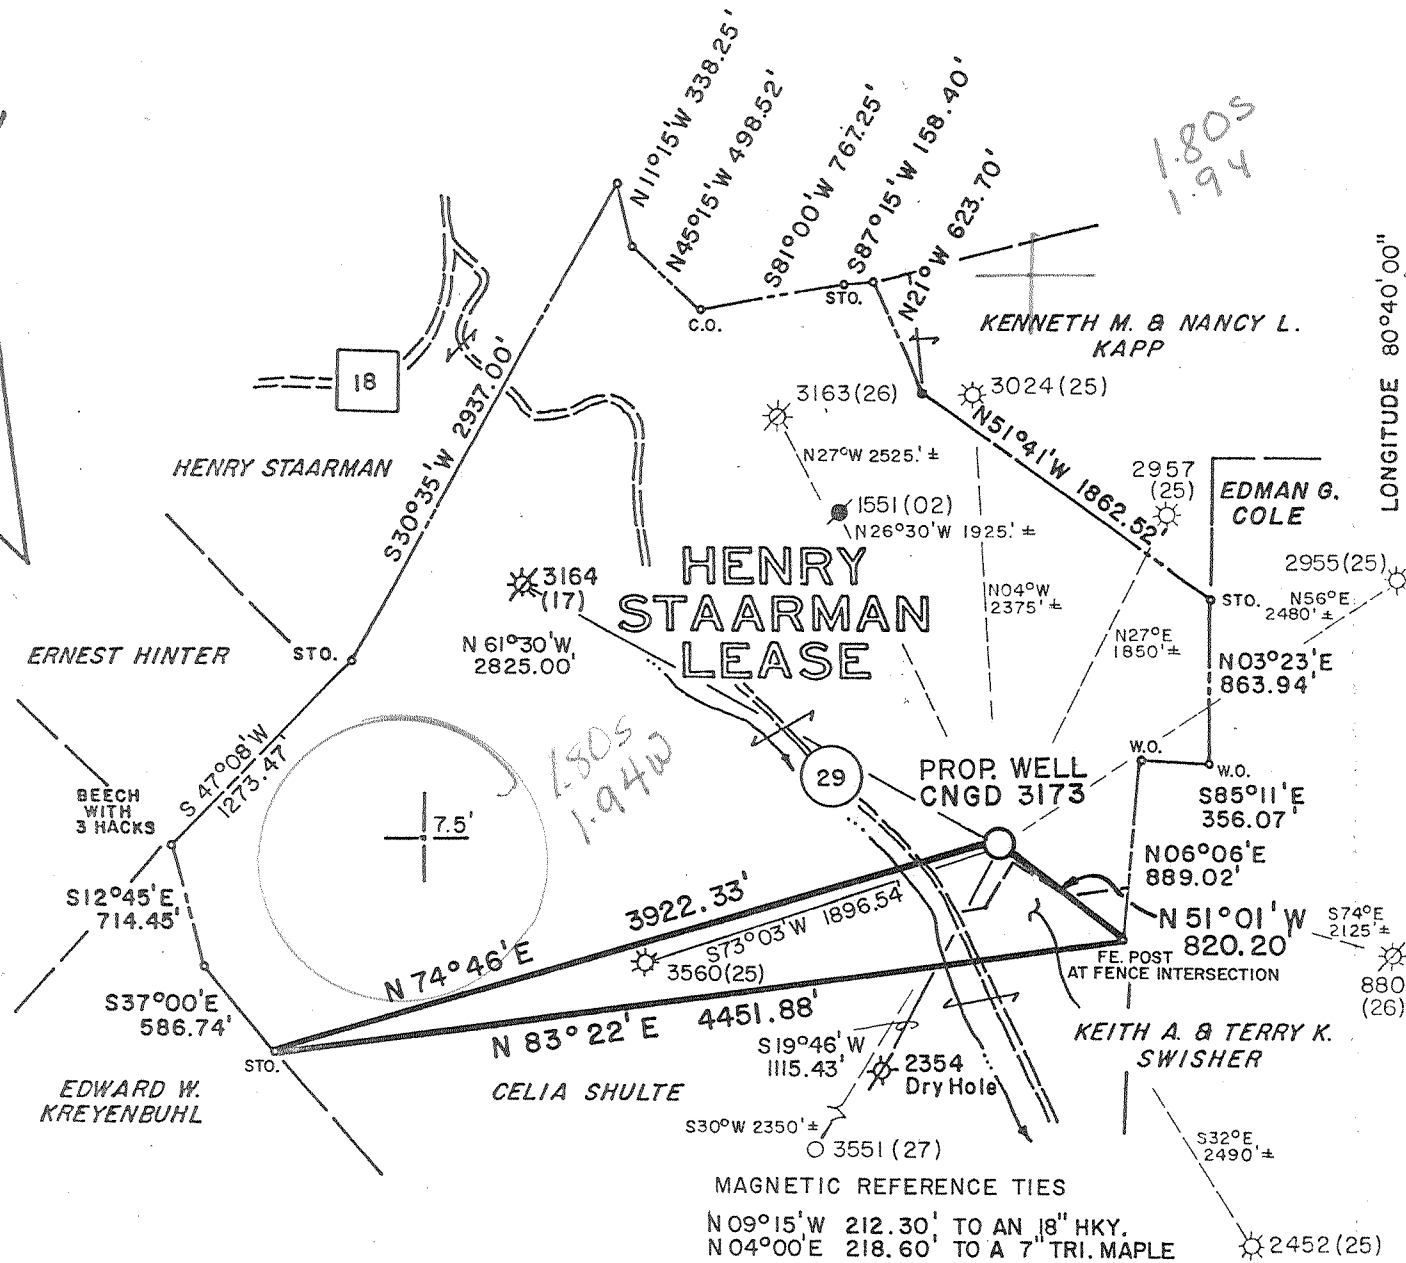 N11°15'W 338.25'
N45°15'W 498.52'
S81°00'W 767.25'
S87°15'W 158.40'
N21°W 623.70'
1.80S
1.94
LONGITUDE 80°40'00"
STO.
C.O.
KENNETH M. & NANCY L.
KAPP
18
S30°35'W 2937.00'
3163(26)
3024(25)
N27°W 2525.'±
N51°41'W 1862.52'
2957
(25)
EDMAN G.
COLE
HENRY STAARMAN
1551(02)
N26°30'W 1925.'±
HENRY
STAARMAN
LEASE
3164
(17)
N04°W
2375'±
2955(25)
N56°E
2480'±
STO.
N 61°30'W
2825.00'
N27°E
1850'±
N03°23'E
863.94'
ERNEST HINTER
STO.
S 47°08'W
1273.47'
1.80S
1.94W
29
PROP. WELL
CNGD 3173
W.O.
W.O.
S85°11'E
356.07'
BEECH
WITH
3 HACKS
7.5'
N06°06'E
889.02'
S12°45'E
714.45'
3922.33'
N 74°46'E
S73°03'W 1896.54'
3560(25)
N 51°01'W
820.20'
S74°E
2125'±
FE. POST
AT FENCE INTERSECTION
880
(26)
S37°00'E
586.74'
STO.
N 83°22'E 4451.88'
S19°46'W
1115.43'
2354
Dry Hole
KEITH A. & TERRY K.
SWISHER
EDWARD W.
KREYENBUHL
CELIA SHULTE
S30°W 2350'±
3551(27)
S32°E
2490'±
MAGNETIC REFERENCE TIES
N09°15'W 212.30' TO AN 18" HKY.
N04°00'E 218.60' TO A 7" TRI. MAPLE
2452(25)